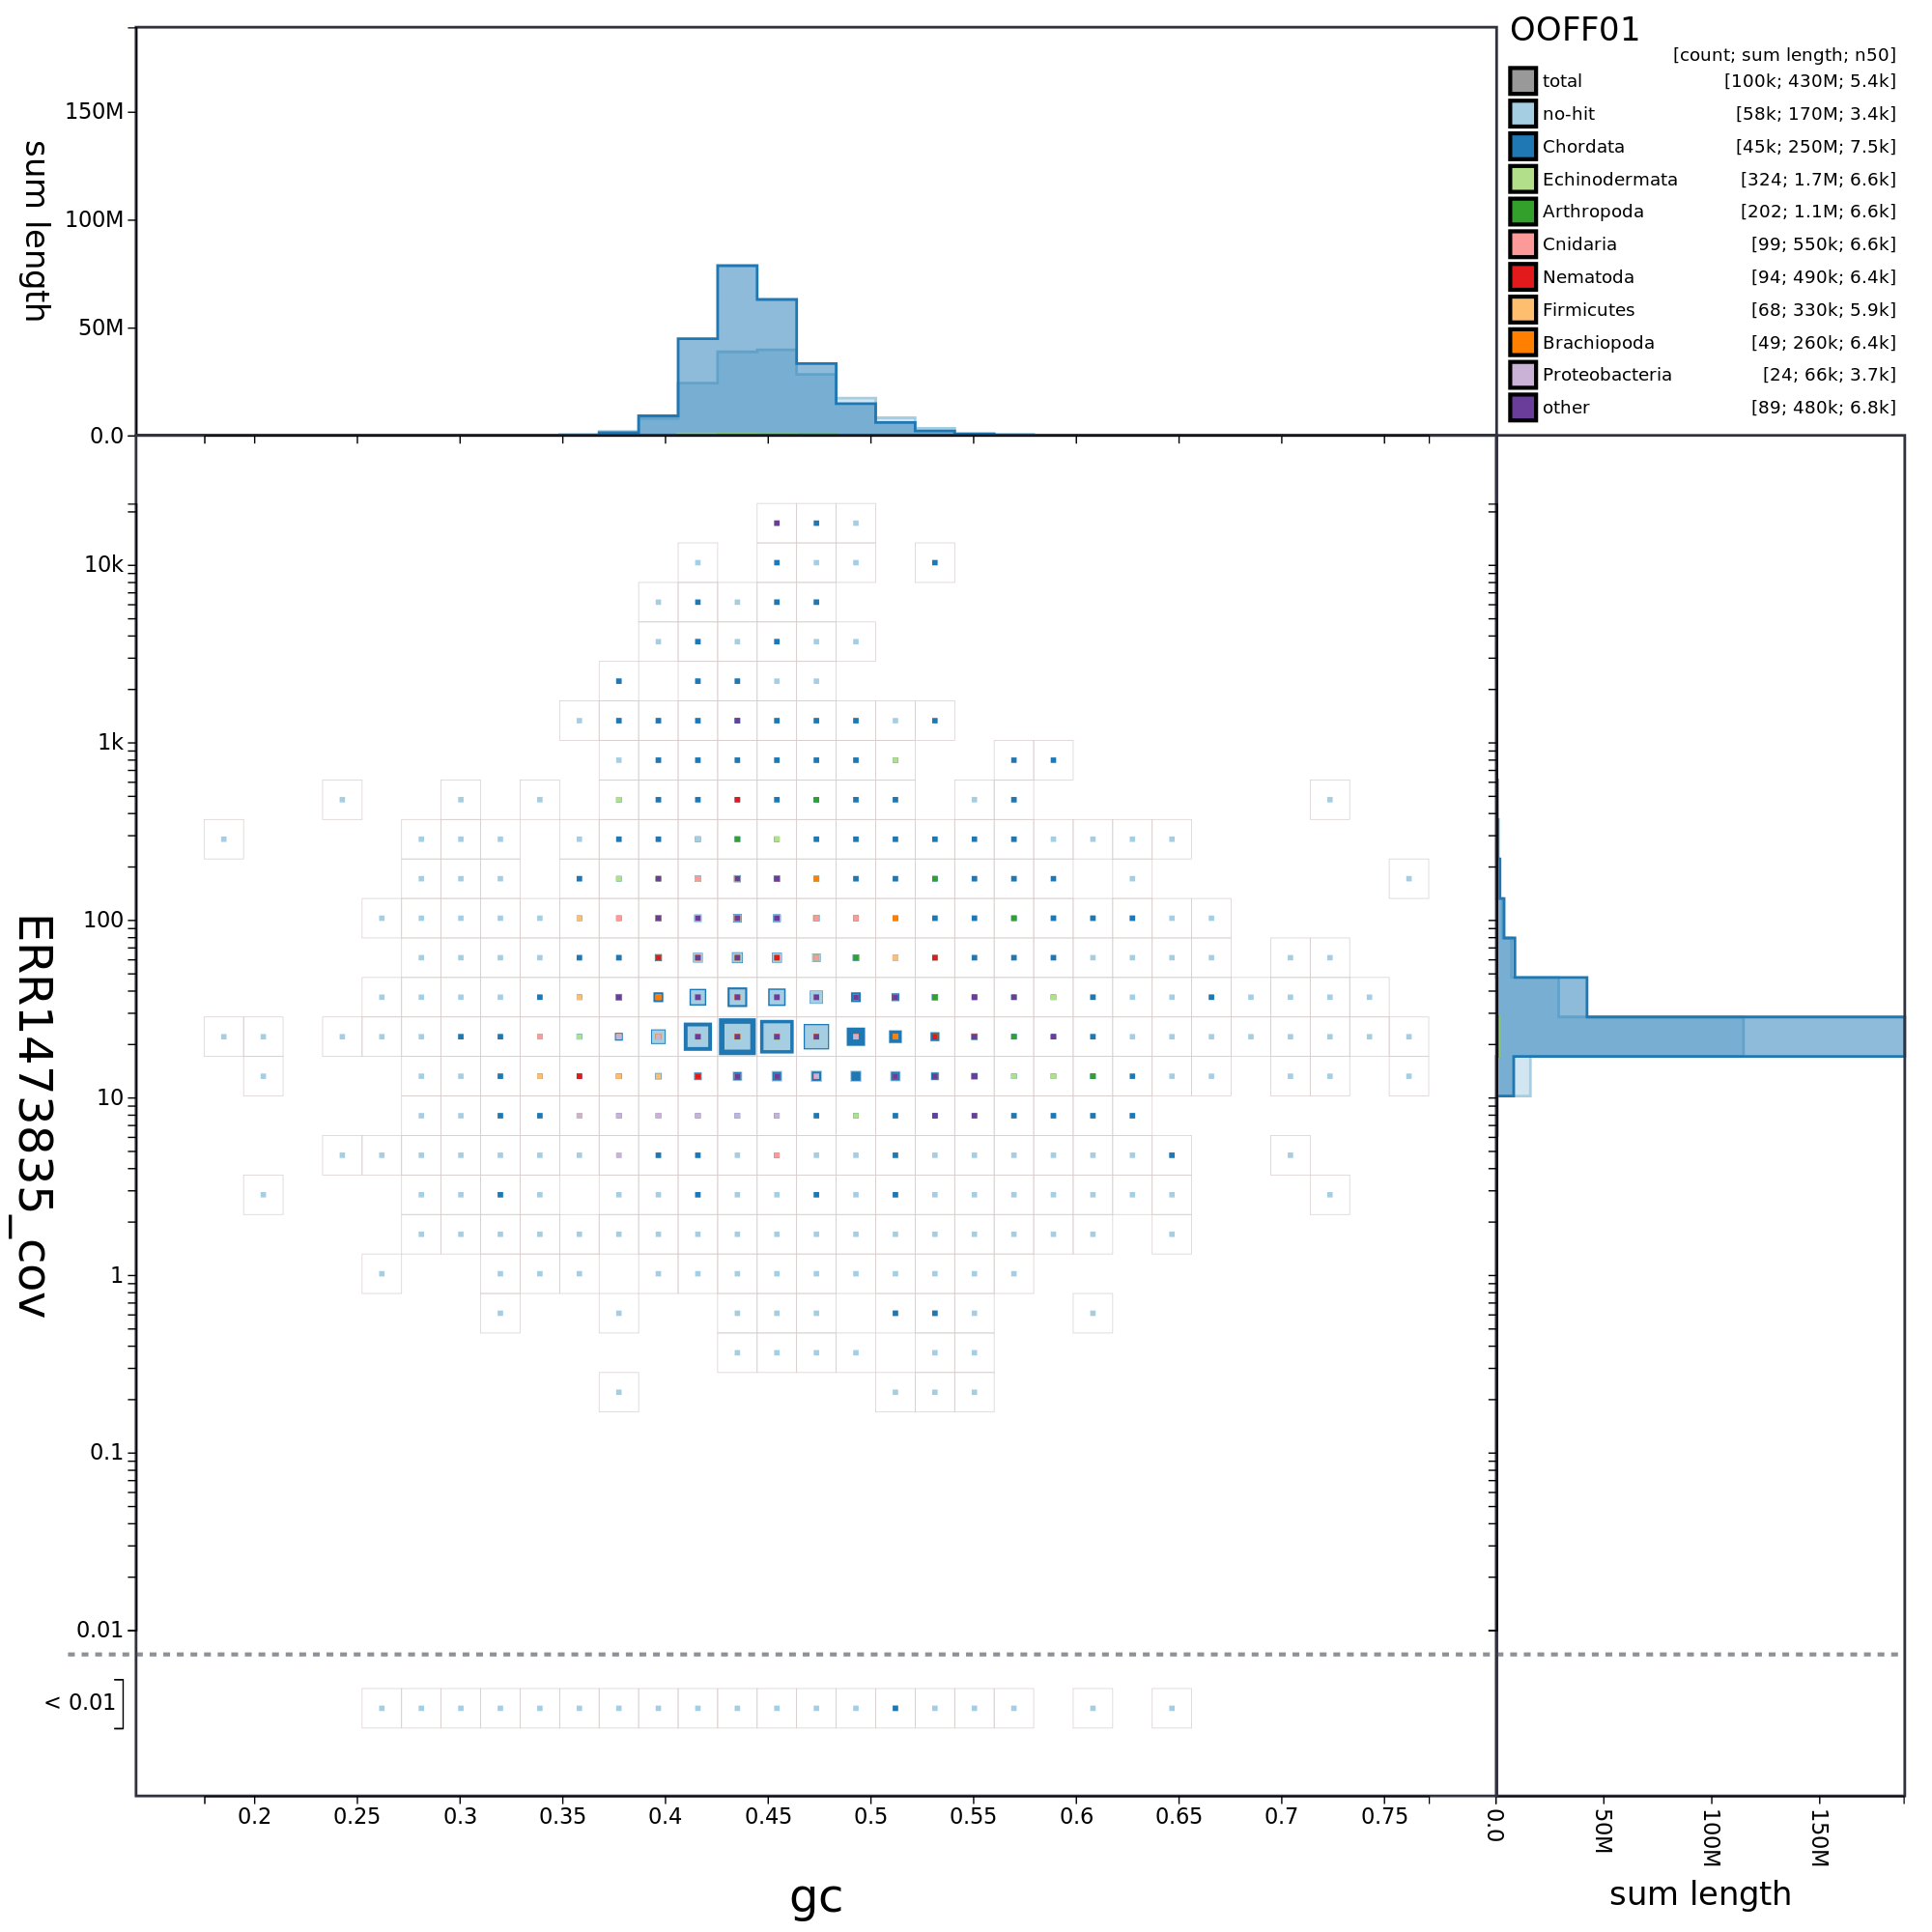 OOFF01
[count; sum length; n50]
total [100k; 430M; 5.4k]
no-hit [58k; 170M; 3.4k]
Chordata [45k; 250M; 7.5k]
Echinodermata [324; 1.7M; 6.6k]
Arthropoda [202; 1.1M; 6.6k]
Cnidaria [99; 550k; 6.6k]
Nematoda [94; 490k; 6.4k]
Firmicutes [68; 330k; 5.9k]
Brachiopoda [49; 260k; 6.4k]
Proteobacteria [24; 66k; 3.7k]
other [89; 480k; 6.8k]
sum length
150M
100M
50M
0.0
ERR1473835_cov
10k
1k
100
10
1
0.1
0.01
< 0.01
0.2 0.25 0.3 0.35 0.4 0.45 0.5 0.55 0.6 0.65 0.7 0.75
gc
0.0 50M 100M 150M
sum length